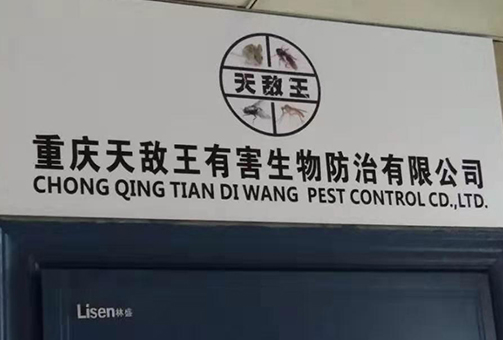 天敌王
重庆天敌王有害生物防治有限公司
CHONG QING TIAN DI WANG PEST CONTROL CD.,LTD.
Lisen林盛